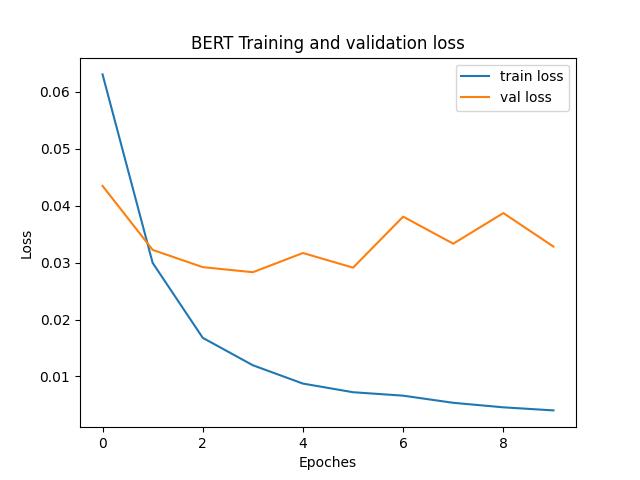 BERT Training and validation loss
train loss
val loss
0.06
0.05
0.04
0.03
0.02
0.01
Loss
0 2 4 6 8
Epoches